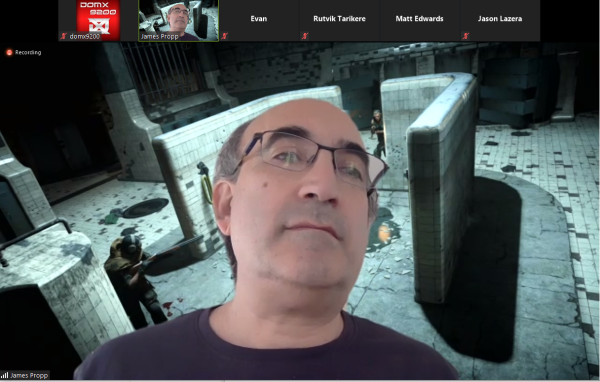 DOMX
9200
domx9200
James Propp
Evan
Rutvik Tarikere
Matt Edwards
Jason Lazera
Recording
James Propp